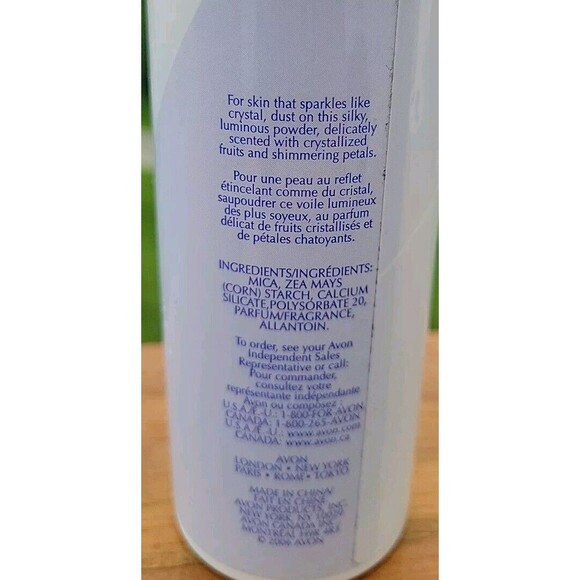 For skin that sparkles like
crystal, dust on this silky,
luminous powder, delicately
scented with crystallized
fruits and shimmering petals.
Pour une peau au reflet
étincelant comme du cristal,
saupoudrer ce voile lumineux
des plus soyeux, au parfum
délicat de fruits cristallisés et
de pétales chatoyants.
INGREDIENTS/INGRÉDIENTS:
MICA, ZEA MAYS
(CORN) STARCH, CALCIUM
SILICATE,POLYSORBATE 20,
PARFUM/FRAGRANCE,
ALLANTOIN.
To order, see your Avon
Independent Sales
Representative or call:
Pour commander,
consultez votre
représentante indépendante
Avon ou composez :
U.S.A./É.-U.: 1-800-FOR-AVON
CANADA: 1-800-265-AVON
U.S.A./É.-U.: www.avon.com
CANADA: www.avon.ca
AVON
LONDON • NEW YORK
PARIS • ROME • TOKYO
MADE IN CHINA/
FAIT EN CHINE
AVON PRODUCTS, INC.
NEW YORK, NY 10020
AVON CANADA INC.
MONTRÉAL H9R 4K5
© 2006 AVON